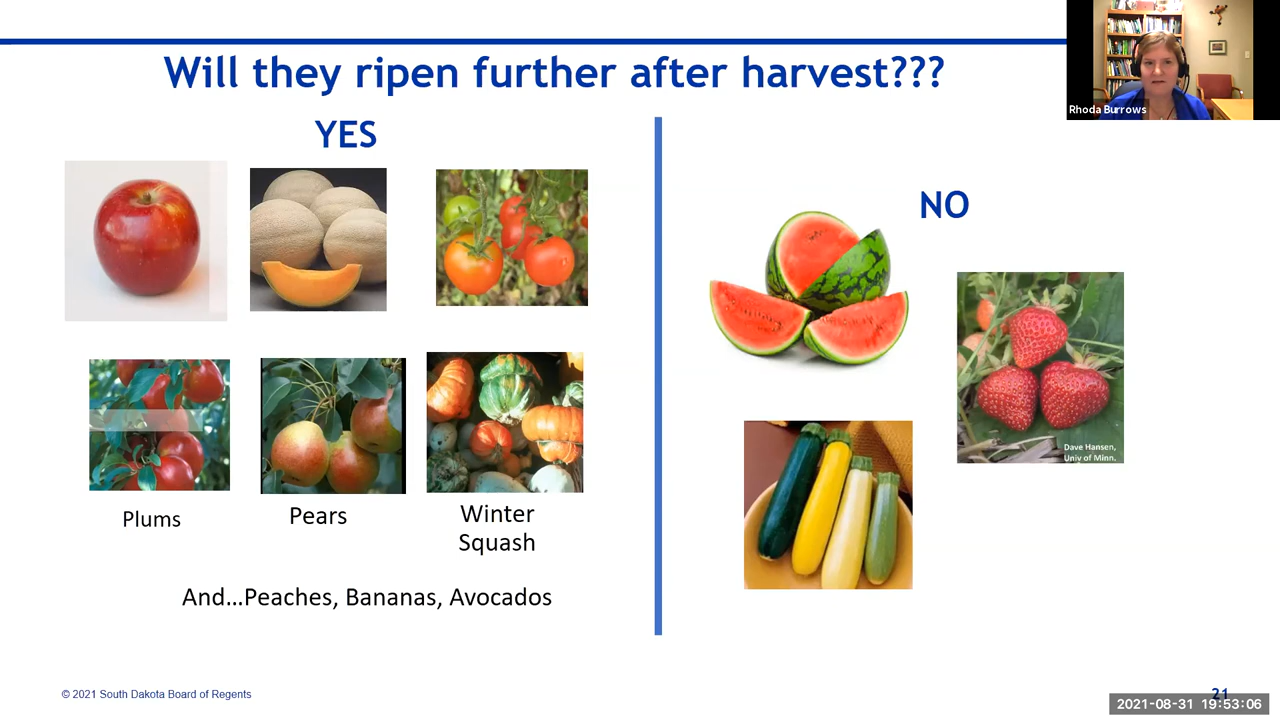 Will they ripen further after harvest???
Rhoda Burrows
YES
NO
Dave Hansen,
Univ of Minn.
Plums
Pears
Winter
Squash
And...Peaches, Bananas, Avocados
© 2021 South Dakota Board of Regents
21
2021-08-31 19:53:06